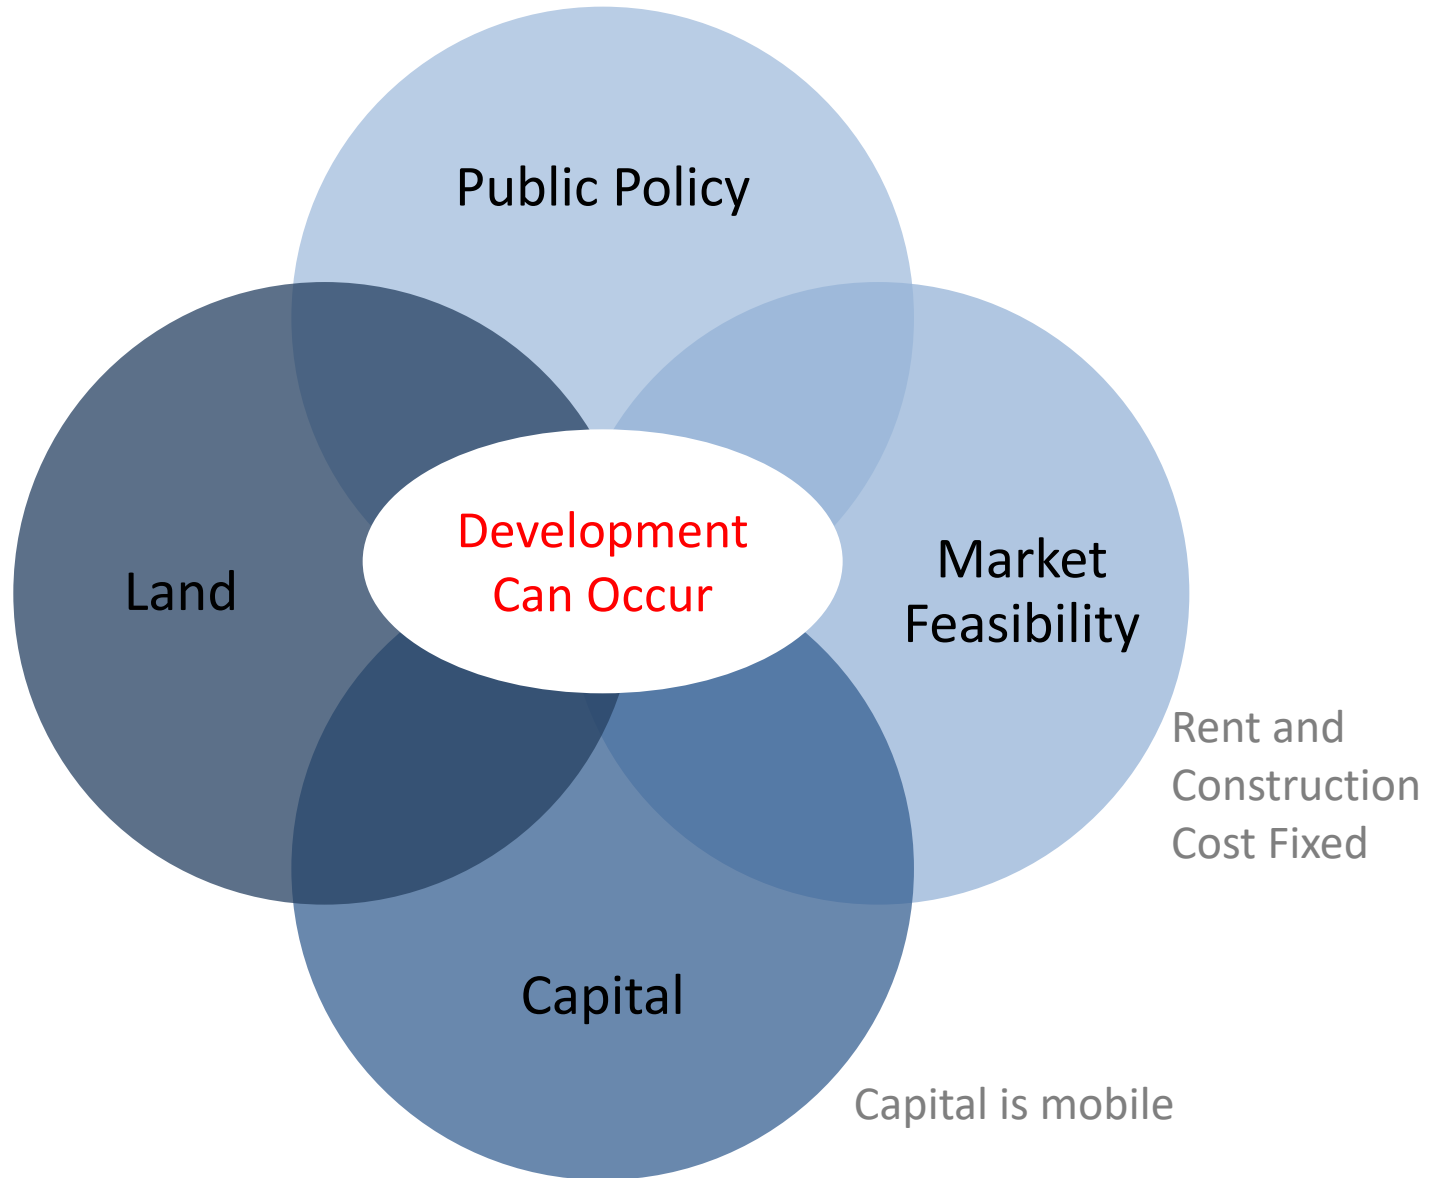 Public Policy
Development
Can Occur
Land
Market
Feasibility
Rent and
Construction
Cost Fixed
Capital
Capital is mobile